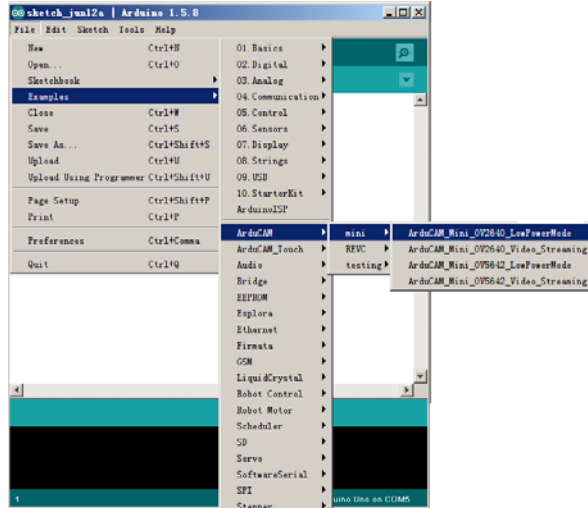 sketch_jun12a | Arduino 1.5.8
File Edit Sketch Tools Help
New Ctrl+N
Open... Ctrl+O
Sketchbook
Examples
Close Ctrl+W
Save Ctrl+S
Save As... Ctrl+Shift+S
Upload Ctrl+U
Upload Using Programmer Ctrl+Shift+U
Page Setup Ctrl+Shift+P
Print Ctrl+P
Preferences Ctrl+Comma
Quit Ctrl+Q
01.Basics
02.Digital
03.Analog
04.Communication
05.Control
06.Sensors
07.Display
08.Strings
09.USB
10.StarterKit
ArduinoISP
ArduCAM
ArduCAM_Touch
Audio
Bridge
EEPROM
Esplora
Ethernet
Firmata
GSM
LiquidCrystal
Robot Control
Robot Motor
Scheduler
SD
Servo
SoftwareSerial
SPI
Stepper
mini
REVC
testing
ArduCAM_Mini_OV2640_LowPowerMode
ArduCAM_Mini_OV2640_Video_Streaming
ArduCAM_Mini_OV5642_LowPowerMode
ArduCAM_Mini_OV5642_Video_Streaming
1
uino Uno on COM5